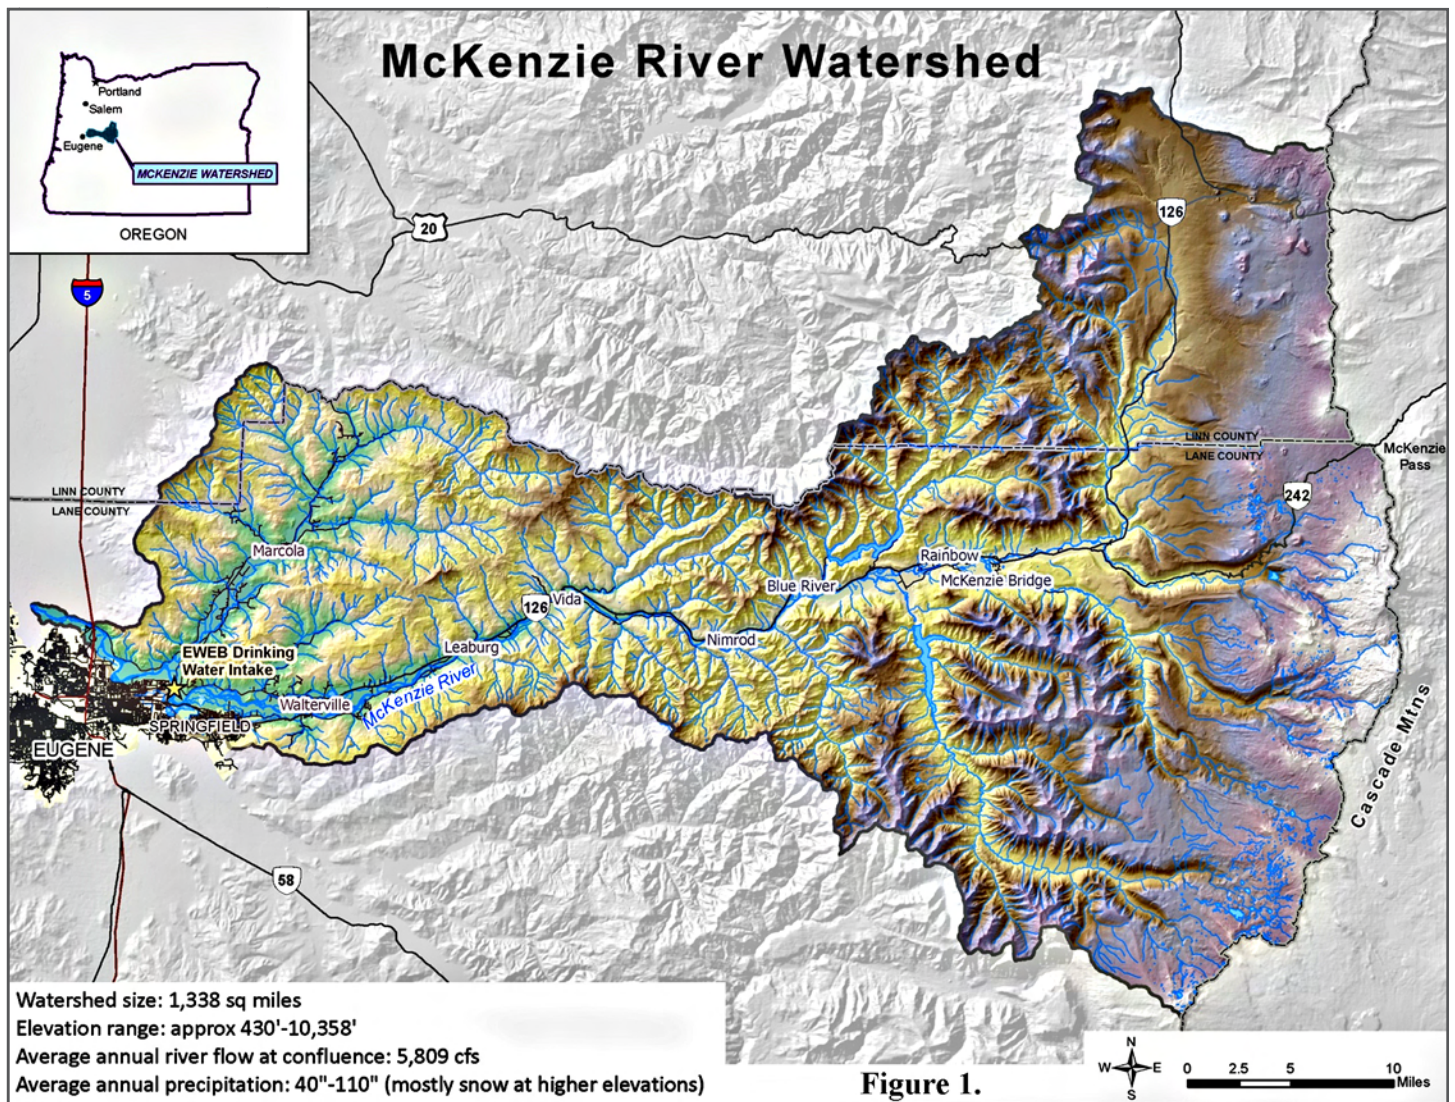 McKenzie River Watershed
Portland
Salem
Eugene
MCKENZIE WATERSHED
OREGON
5
20
126
LINN COUNTY
LANE COUNTY
McKenzie
Pass
242
LINN COUNTY
LANE COUNTY
Marcola
Rainbow
Blue River
McKenzie Bridge
126
Vida
Nimrod
Leaburg
EWEB Drinking
Water Intake
McKenzie River
Walterville
SPRINGFIELD
EUGENE
Cascade Mtns
58
Watershed size: 1,338 sq miles
Elevation range: approx 430'-10,358'
Average annual river flow at confluence: 5,809 cfs
Average annual precipitation: 40"-110" (mostly snow at higher elevations)
Figure 1.
N
W E
S
0 2.5 5 10
Miles